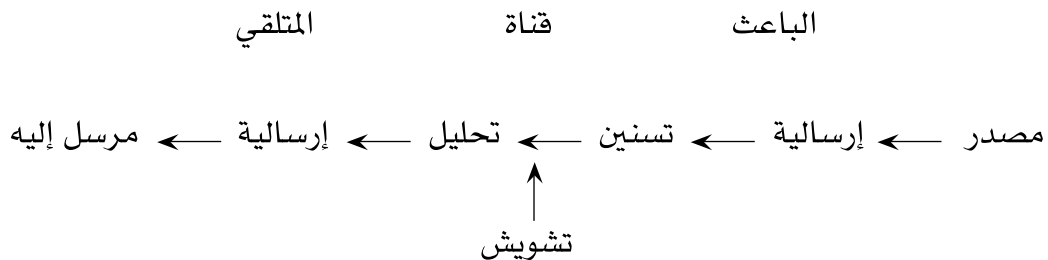 الباعث قناة المتلقي
مصدر إرسالية تسنين تحليل إرسالية مرسل إليه
تشويش